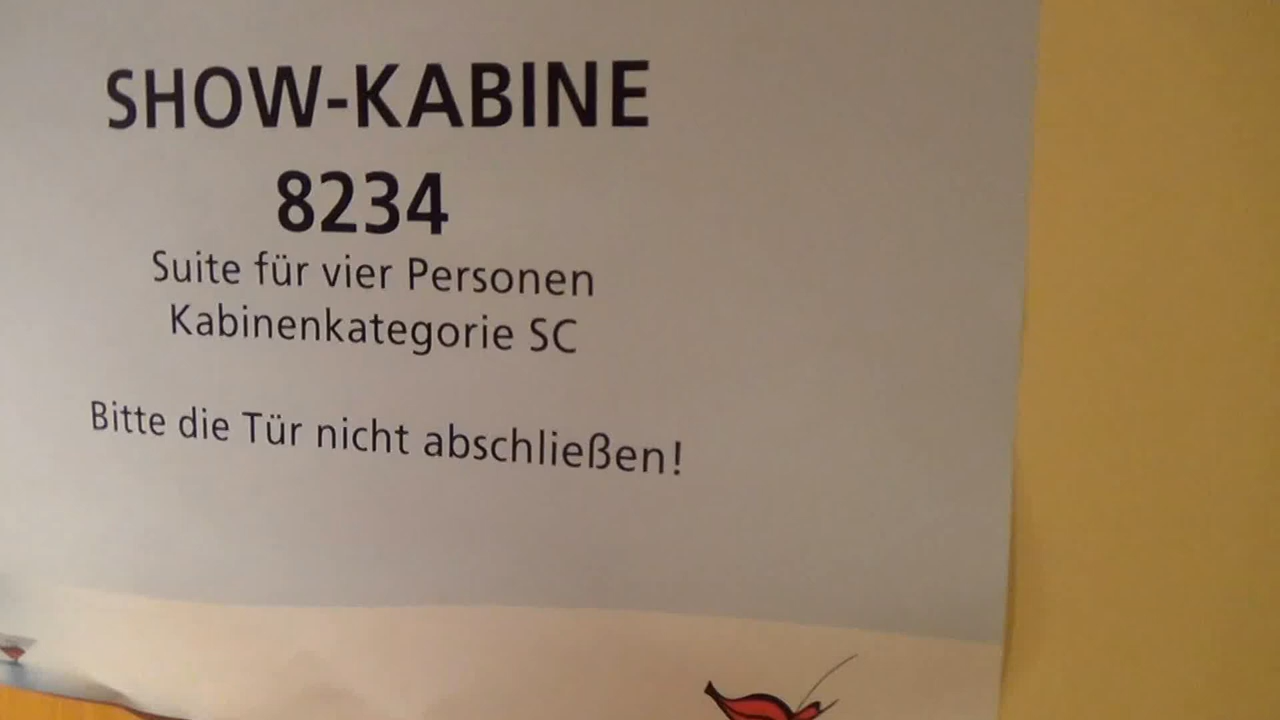 SHOW-KABINE
8234
Suite für vier Personen
Kabinenkategorie SC
Bitte die Tür nicht abschließen!